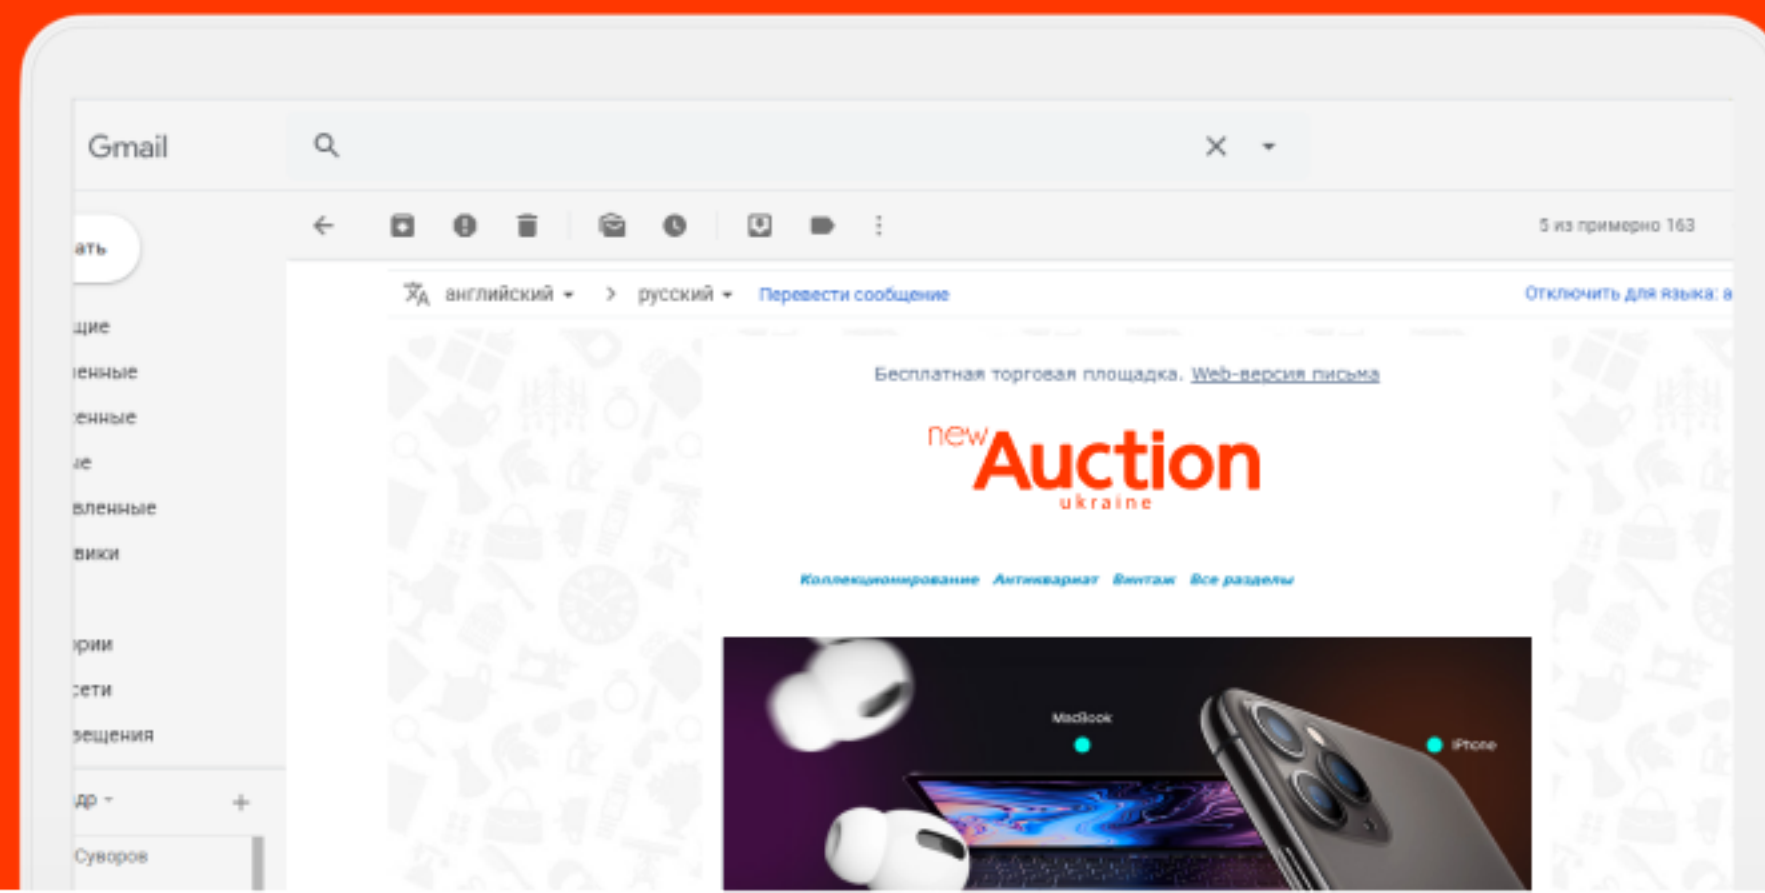 Gmail
5 из примерно 163
ать
английский
русский
Перевести сообщение
Отключить для языка: а
щие
енные
енные
ые
вленные
вики
рии
сети
вещения
др
Суворов
Бесплатная торговая площадка. Web-версия письма
new Auction
ukraine
Коллекционирование Антиквариат Винтаж Все разделы
MacBook
iPhone